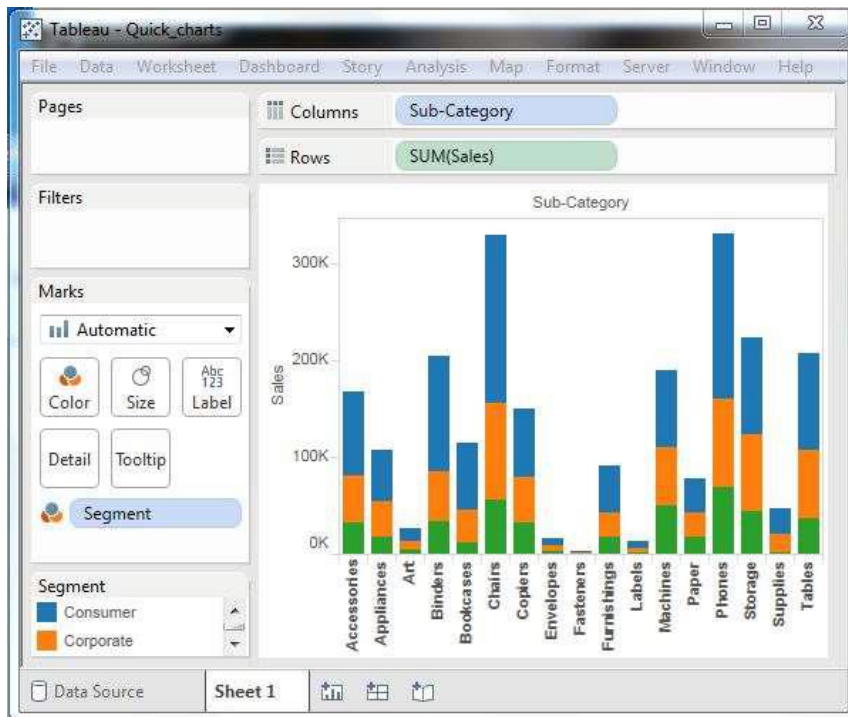 Tableau - Quick_charts
File Data Worksheet Dashboard Story Analysis Map Format Server Window Help
Pages
Columns Sub-Category
Rows SUM(Sales)
Filters
Marks
Automatic
Color Size Abc 123 Label
Detail Tooltip
Segment
Segment
Consumer
Corporate
Sub-Category
Sales
300K
200K
100K
0K
Accessories
Appliances
Art
Binders
Bookcases
Chairs
Copiers
Envelopes
Fasteners
Furnishings
Labels
Machines
Paper
Phones
Storage
Supplies
Tables
Data Source Sheet 1